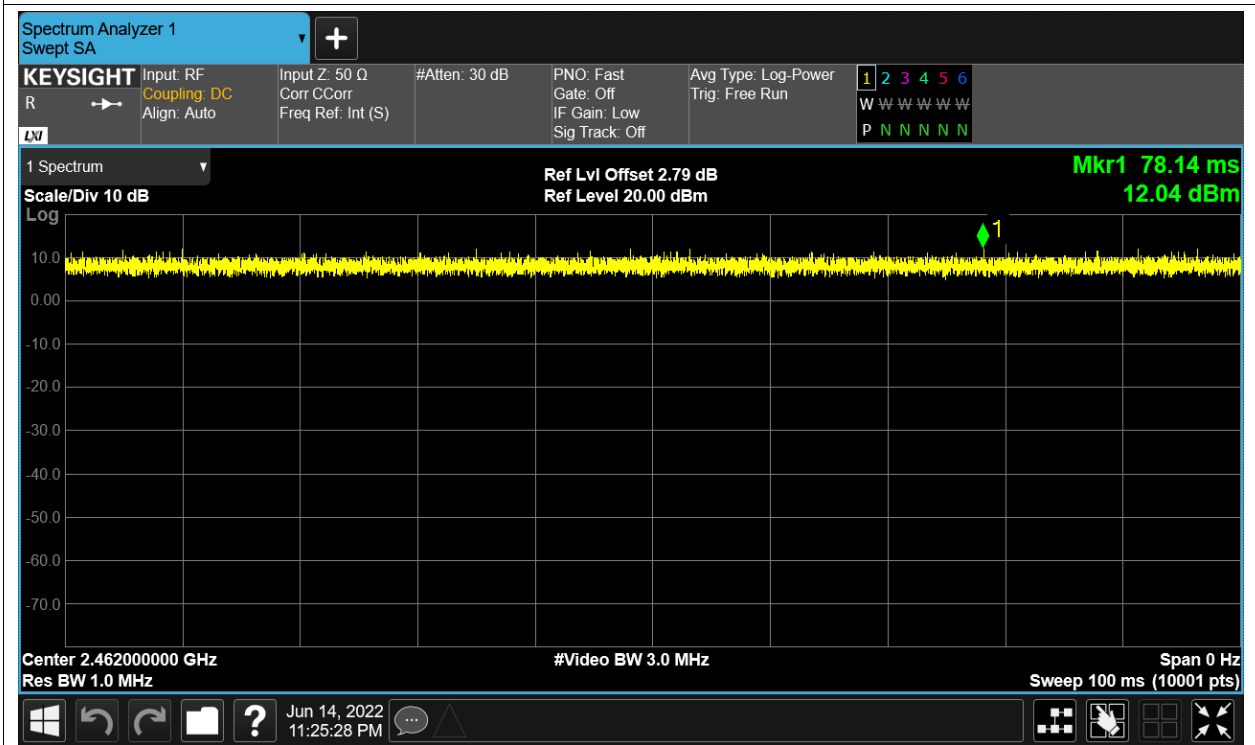 Spectrum Analyzer 1
Swept SA
+
KEYSIGHT Input: RF Input Z: 50 Ω #Atten: 30 dB PNO: Fast Avg Type: Log-Power 1 2 3 4 5 6
R Coupling: DC Corr CCorr Gate: Off Trig: Free Run W W W W W W
Align: Auto Freq Ref: Int (S) IF Gain: Low
LXI Sig Track: Off P N N N N N
1 Spectrum Ref Lvl Offset 2.79 dB Mkr1 78.14 ms
Scale/Div 10 dB Ref Level 20.00 dBm 12.04 dBm
Log
1
10.0
0.00
-10.0
-20.0
-30.0
-40.0
-50.0
-60.0
-70.0
Center 2.462000000 GHz #Video BW 3.0 MHz Span 0 Hz
Res BW 1.0 MHz Sweep 100 ms (10001 pts)
? Jun 14, 2022
11:25:28 PM